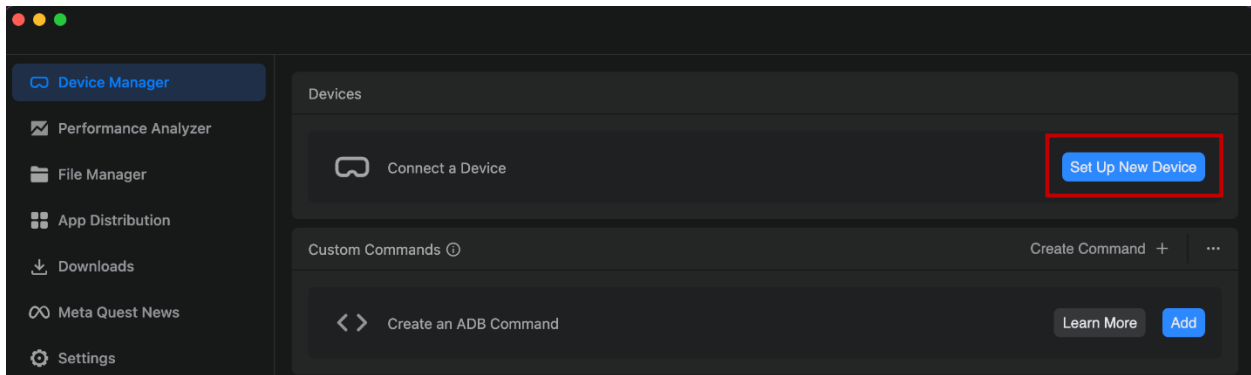 Device Manager
Performance Analyzer
File Manager
App Distribution
Downloads
Meta Quest News
Settings
Devices
Connect a Device
Set Up New Device
Custom Commands
Create Command +
Create an ADB Command
Learn More
Add